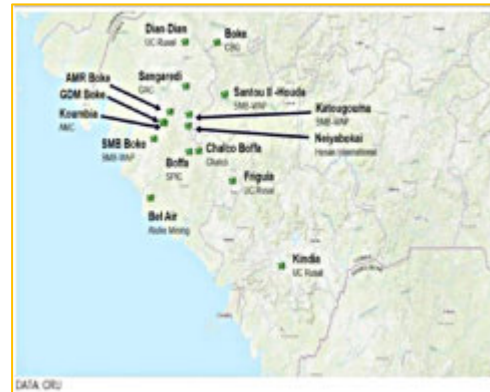 Dian Dian
UC Rusal
Boke
CBG
Sangaredi
GAC
AMR Boke
GDM Boke
Santou II -Houda
SMB-WAP
Koumbia
AMC
Katougouma
SMB-WAP
SMB Boke
SMB-WAP
Neiyabokai
Henan International
Boffa
SPIC
Chalco Boffa
Chalco
Friguia
UC Rusal
Bel Air
Alufer Mining
Kindia
UC Rusal
DATA: CRU